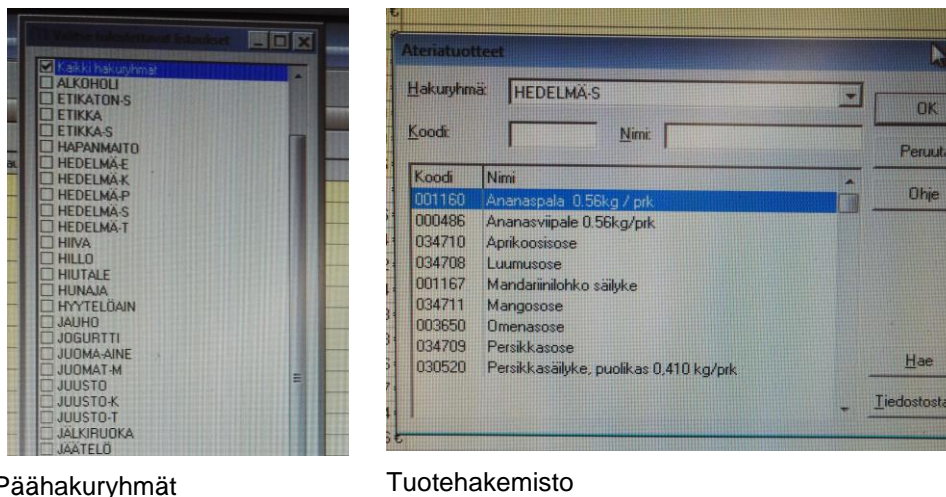 Valitse tulostettavat listaukset
Kaikki hakuryhmät
ALKOHOLI
ETIKATON-S
ETIKKA
ETIKKA-S
HAPANMAITO
HEDELMÄ-E
HEDELMÄ-K
HEDELMÄ-P
HEDELMÄ-S
HEDELMÄ-T
HIIVA
HILLO
HIUTALE
HUNAJA
HYYTELÖAIN
JAUHO
JOGURTTI
JUOMA-AINE
JUOMAT-M
JUUSTO
JUUSTO-K
JUUSTO-T
JÄLKIRUOKA
JÄÄTELÖ
Päähakuryhmät
€
Ateriatuotteet
Hakuryhmä: HEDELMÄ-S
OK
Koodi: Nimi:
Peruuta
Koodi Nimi
Ohje
001160 Ananaspala 0.56kg / prk
000486 Ananasviipale 0.56kg/prk
034710 Aprikoosisose
034708 Luumusose
001167 Mandariinilohko säilyke
034711 Mangosose
003650 Omenasose
034709 Persikkasose
030520 Persikkasäilyke, puolikas 0,410 kg/prk
Hae
Tiedostosta
€
Tuotehakemisto